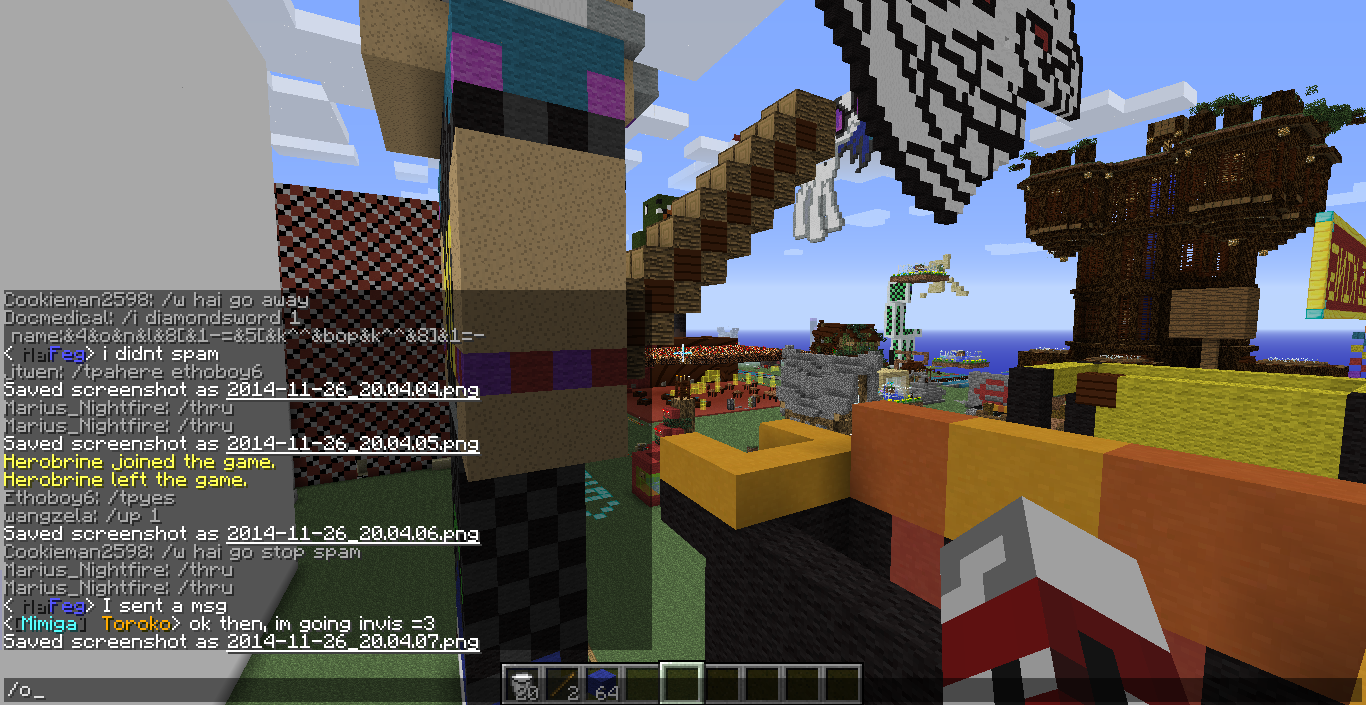 Cookieman2598: /w hai go away
Docmedical: /i diamondsword 1
name:&4&o&n&l&8[&1-=&5[&k^^&bop&k^^&8]&1=-
< HaFeg> i didnt spam
jtwen: /tpahere ethoboy6
Saved screenshot as 2014-11-26_20.04.04.png
Marius_Nightfire: /thru
Marius_Nightfire: /thru
Saved screenshot as 2014-11-26_20.04.05.png
Herobrine joined the game.
Herobrine left the game.
Ethoboy6: /tpyes
wangzela: /up 1
Saved screenshot as 2014-11-26_20.04.06.png
Cookieman2598: /w hai go stop spam
Marius_Nightfire: /thru
Marius_Nightfire: /thru
< HaFeg> I sent a msg
<[Mimiga] Toroko> ok then, im going invis =3
Saved screenshot as 2014-11-26_20.04.07.png
/o_
20 2 64